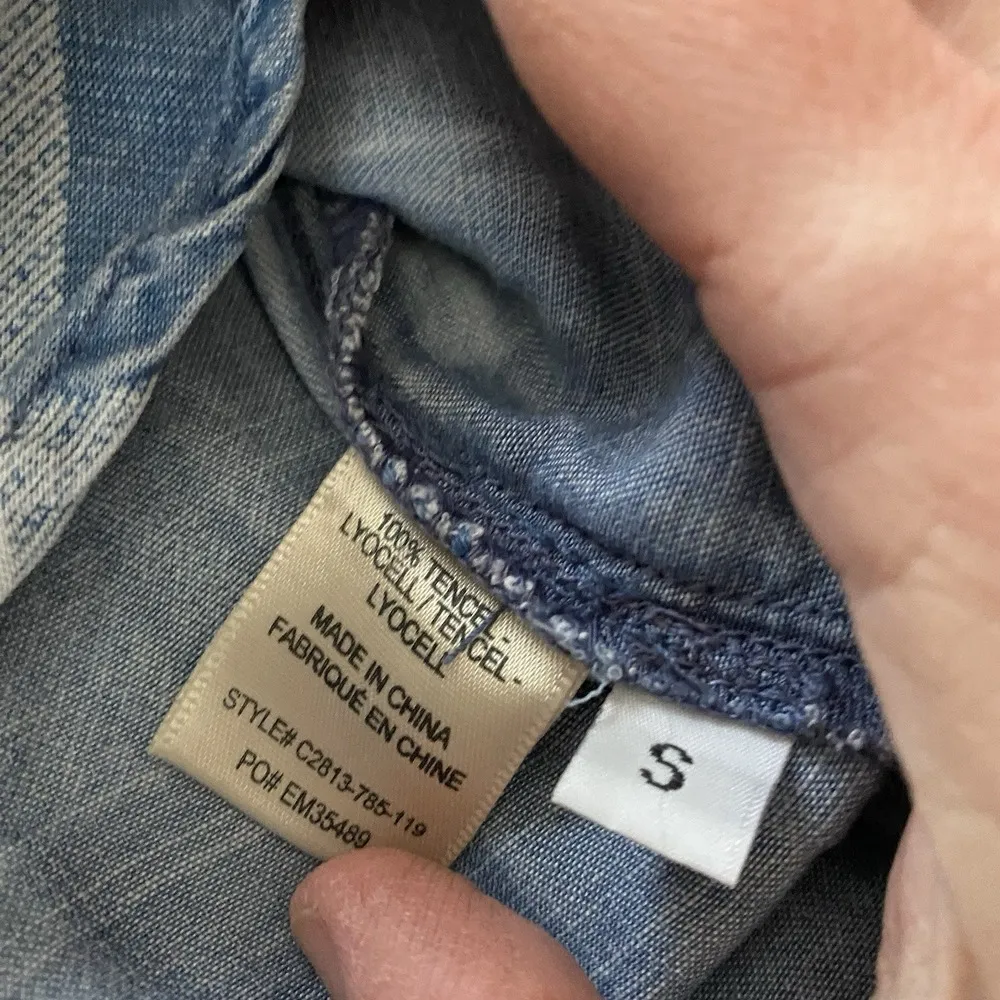 100% TENCEL-
LYOCELL / TENCEL-
LYOCELL
MADE IN CHINA
FABRIQUÉ EN CHINE
STYLE# C2813-785-119
PO# EM35489
S